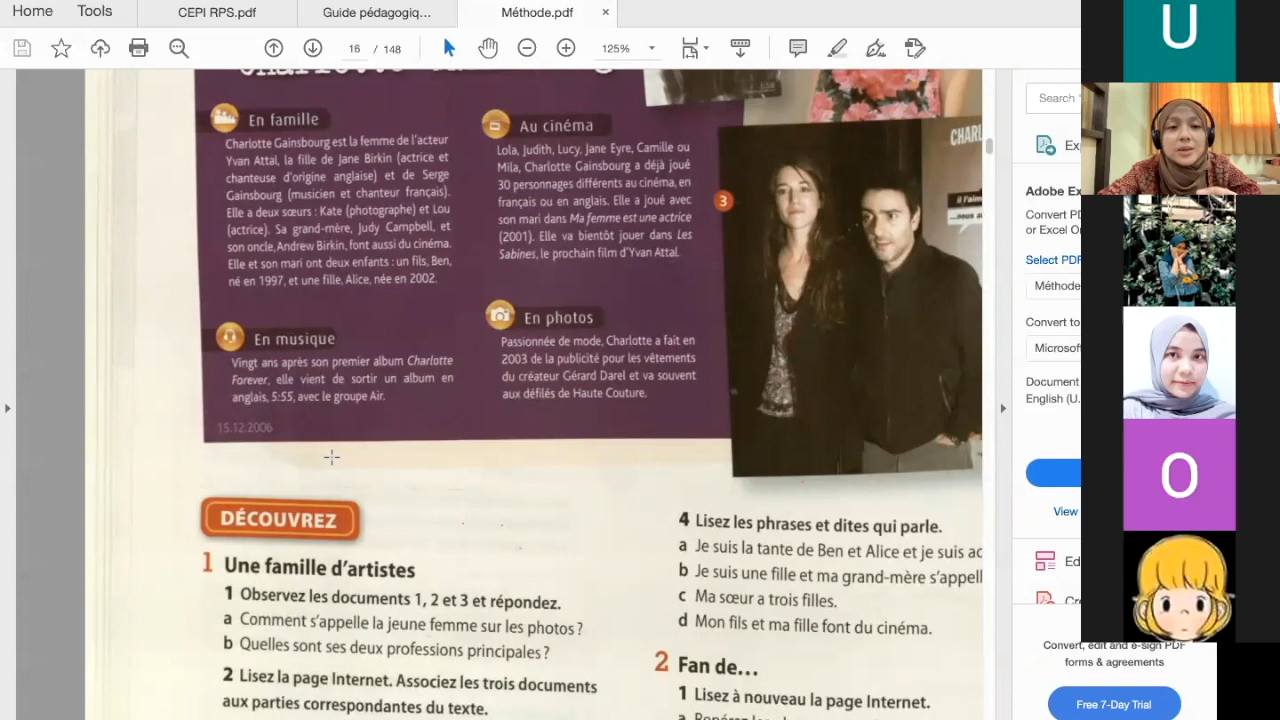 Home
Tools
CEPI RPS.pdf
Guide pédagogiq...
Méthode.pdf
×
16 / 148
125%
U
En famille
Charlotte Gainsbourg est la femme de l'acteur
Yvan Attal, la fille de Jane Birkin (actrice et
chanteuse d'origine anglaise) et de Serge
Gainsbourg (musicien et chanteur français).
Elle a deux sœurs : Kate (photographe) et Lou
(actrice). Sa grand-mère, Judy Campbell, et
son oncle, Andrew Birkin, font aussi du cinéma.
Elle et son mari ont deux enfants : un fils, Ben,
né en 1997, et une fille, Alice, née en 2002.
En musique
Vingt ans après son premier album Charlotte
Forever, elle vient de sortir un album en
anglais, 5:55, avec le groupe Air.
15.12.2006
Au cinéma
Lola, Judith, Lucy, Jane Eyre, Camille ou
Mila, Charlotte Gainsbourg a déjà joué
30 personnages différents au cinéma, en
français ou en anglais. Elle a joué avec
son mari dans Ma femme est une actrice
(2001). Elle va bientôt jouer dans Les
Sabines, le prochain film d'Yvan Attal.
En photos
Passionnée de mode, Charlotte a fait en
2003 de la publicité pour les vêtements
du créateur Gérard Darel et va souvent
aux défilés de Haute Couture.
3
CHARL
il l'aim
...nous a
DÉCOUVREZ
1 Une famille d'artistes
1 Observez les documents 1, 2 et 3 et répondez.
a Comment s'appelle la jeune femme sur les photos ?
b Quelles sont ses deux professions principales ?
2 Lisez la page Internet. Associez les trois documents
aux parties correspondantes du texte.
4 Lisez les phrases et dites qui parle.
a Je suis la tante de Ben et Alice et je suis ac
b Je suis une fille et ma grand-mère s'appell
c Ma sœur a trois filles.
d Mon fils et ma fille font du cinéma.
2 Fan de...
1 Lisez à nouveau la page Internet.
Search
Exp
Adobe Ex
Convert PD
or Excel On
Select PDF
Méthode
Convert to
Microsoft
Document
English (U.
View
Ed
Cre
Convert, edit and e-sign PDF
forms & agreements
Free 7-Day Trial
O